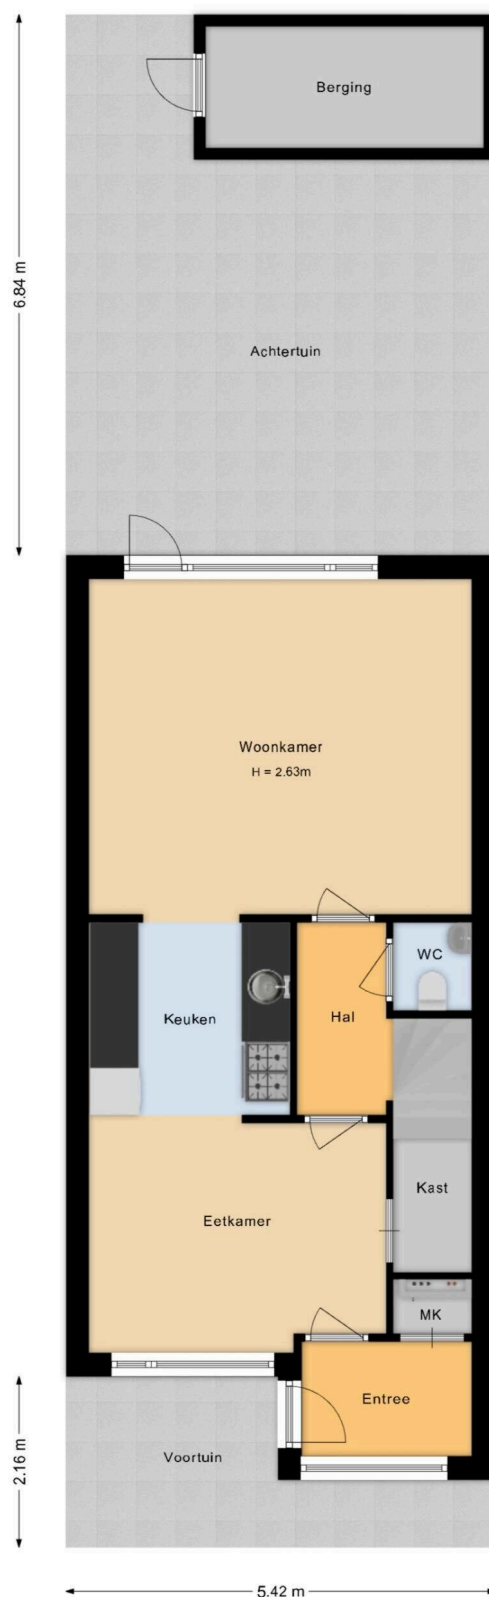 Berging
6.84 m
Achtertuin
Woonkamer
H = 2.63m
WC
Keuken
Hal
Kast
Eetkamer
MK
Entree
Voortuin
2.16 m
5.42 m